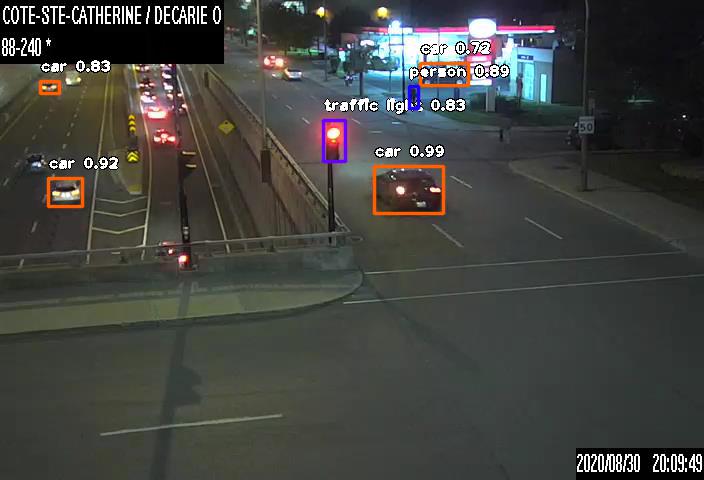 COTE-STE-CATHERINE / DECARIE O
88-240 *
car 0.72
car 0.83
person 0.89
traffic light 0.83
car 0.99
car 0.92
50
2020/08/30 20:09:49